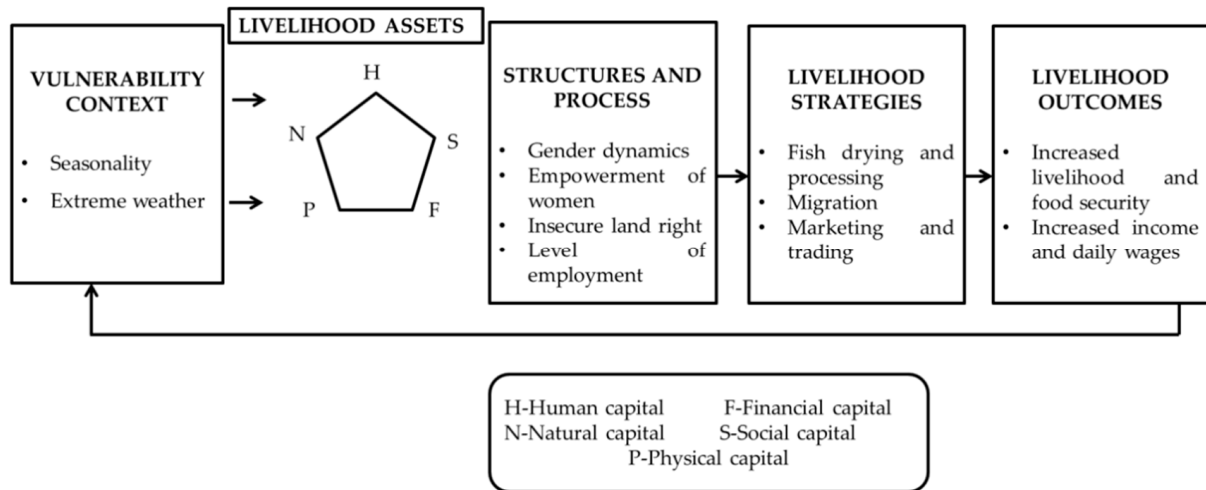 LIVELIHOOD ASSETS
VULNERABILITY
CONTEXT
• Seasonality
• Extreme weather
H
N
S
P
F
STRUCTURES AND
PROCESS
• Gender dynamics
• Empowerment of
women
• Insecure land right
• Level of
employment
LIVELIHOOD
STRATEGIES
• Fish drying and
processing
• Migration
• Marketing and
trading
LIVELIHOOD
OUTCOMES
• Increased
livelihood and
food security
• Increased income
and daily wages
H-Human capital F-Financial capital
N-Natural capital S-Social capital
P-Physical capital